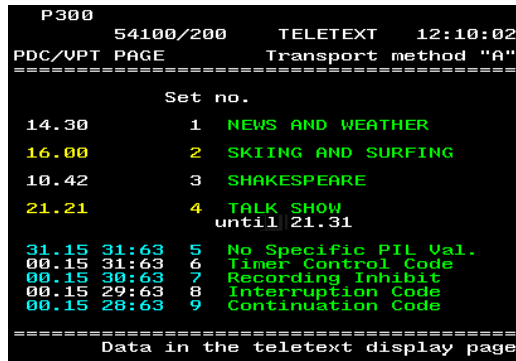 P300
54100/200 TELETEXT 12:10:02
PDC/VPT PAGE Transport method "A"
========================================
Set no.
14.30 1 NEWS AND WEATHER
16.00 2 SKIING AND SURFING
10.42 3 SHAKESPEARE
21.21 4 TALK SHOW
until 21.31
31.15 31:63 5 No Specific PIL Val.
00.15 31:63 6 Timer Control Code
00.15 30:63 7 Recording Inhibit
00.15 29:63 8 Interruption Code
00.15 28:63 9 Continuation Code
========================================
Data in the teletext display page